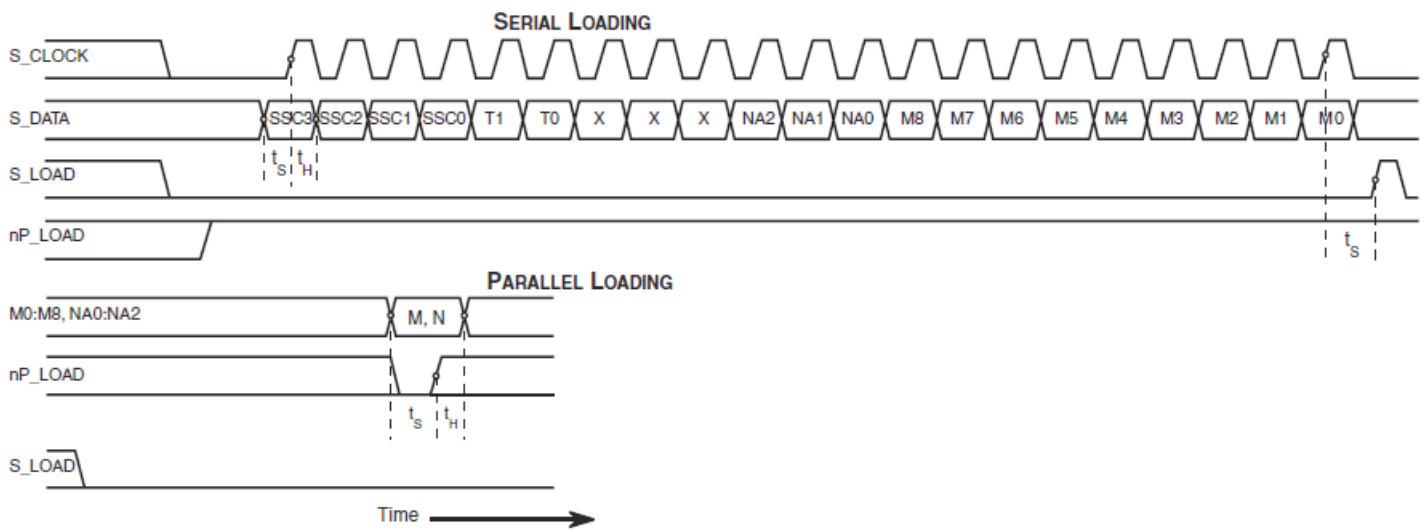 SERIAL LOADING
S_CLOCK
S_DATA SSC3 SSC2 SSC1 SSC0 T1 T0 X X X NA2 NA1 NA0 M8 M7 M6 M5 M4 M3 M2 M1 M0
tS tH
S_LOAD
nP_LOAD
tS
PARALLEL LOADING
M0:M8, NA0:NA2 M, N
nP_LOAD
tS tH
S_LOAD
Time